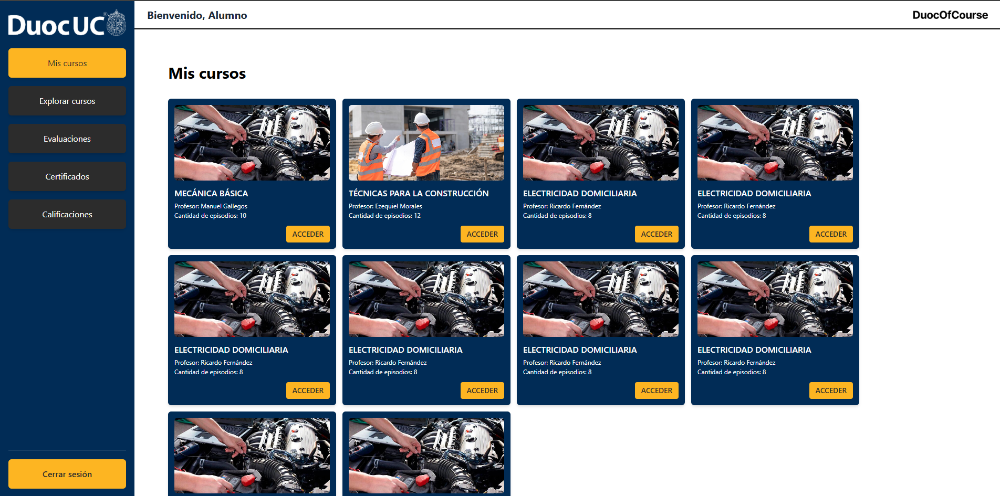 Duoc UC®
Mis cursos
Explorar cursos
Evaluaciones
Certificados
Calificaciones
Cerrar sesión
Bienvenido, Alumno
DuocOfCourse
Mis cursos
MECÁNICA BÁSICA
Profesor: Manuel Gallegos
Cantidad de episodios: 10
ACCEDER
TÉCNICAS PARA LA CONSTRUCCIÓN
Profesor: Ezequiel Morales
Cantidad de episodios: 12
ACCEDER
ELECTRICIDAD DOMICILIARIA
Profesor: Ricardo Fernández
Cantidad de episodios: 8
ACCEDER
ELECTRICIDAD DOMICILIARIA
Profesor: Ricardo Fernández
Cantidad de episodios: 8
ACCEDER
ELECTRICIDAD DOMICILIARIA
Profesor: Ricardo Fernández
Cantidad de episodios: 8
ACCEDER
ELECTRICIDAD DOMICILIARIA
Profesor: Ricardo Fernández
Cantidad de episodios: 8
ACCEDER
ELECTRICIDAD DOMICILIARIA
Profesor: Ricardo Fernández
Cantidad de episodios: 8
ACCEDER
ELECTRICIDAD DOMICILIARIA
Profesor: Ricardo Fernández
Cantidad de episodios: 8
ACCEDER